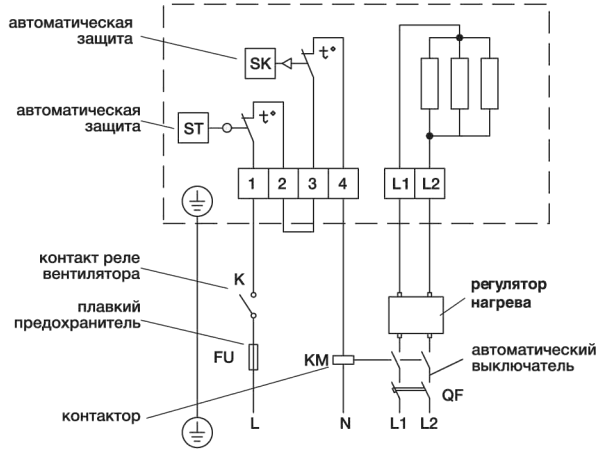 автоматическая
защита
SK
t°
автоматическая
защита
ST
t°
1 2 3 4 L1 L2
контакт реле
вентилятора
K
регулятор
нагрева
плавкий
предохранитель
FU
KM
автоматический
выключатель
QF
контактор
L N L1 L2